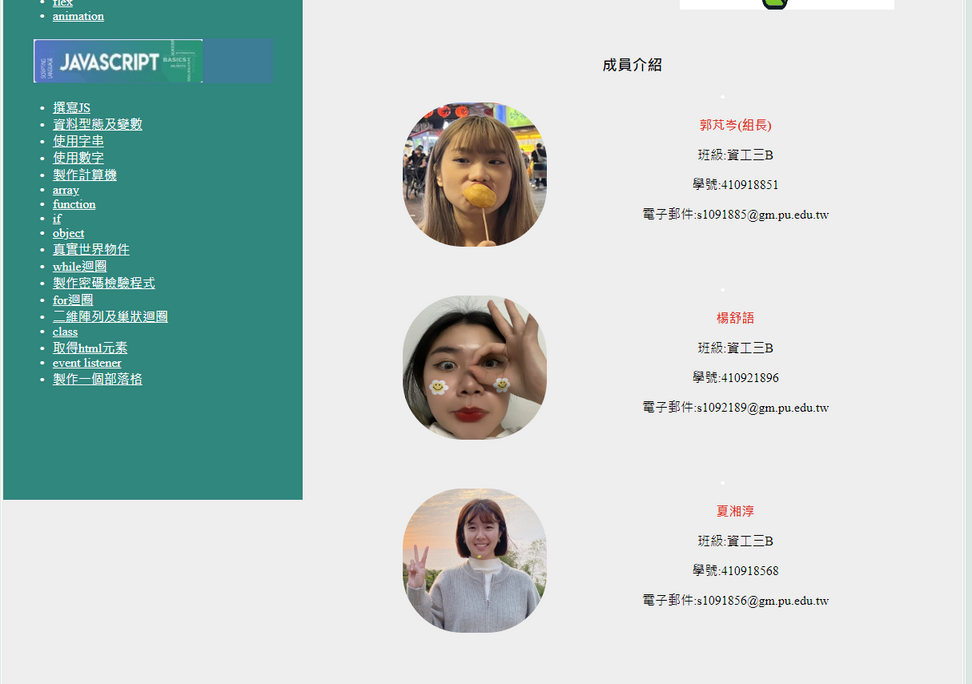 flex
animation
JAVASCRIPT
BASICS
SCRIPTING
LANGUAGE
撰寫JS
資料型態及變數
使用字串
使用數字
製作計算機
array
function
if
object
真實世界物件
while迴圈
製作密碼檢驗程式
for迴圈
二維陣列及巢狀迴圈
class
取得html元素
event listener
製作一個部落格
成員介紹
郭芃岑(組長)
班級:資工三B
學號:410918851
電子郵件:s1091885@gm.pu.edu.tw
楊舒語
班級:資工三B
學號:410921896
電子郵件:s1092189@gm.pu.edu.tw
夏湘淳
班級:資工三B
學號:410918568
電子郵件:s1091856@gm.pu.edu.tw